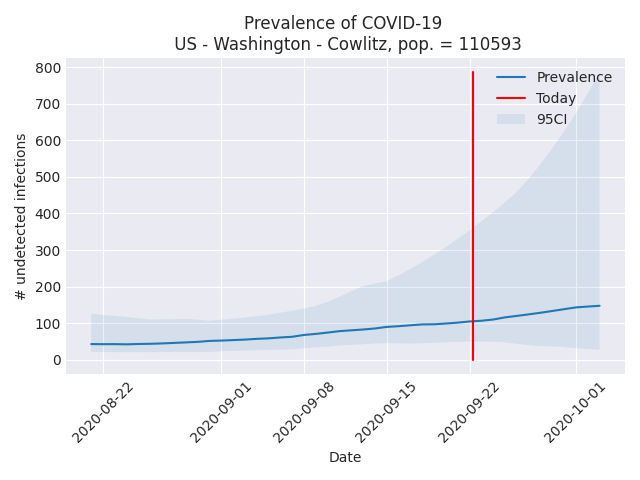 Prevalence of COVID-19
US - Washington - Cowlitz, pop. = 110593
Prevalence
Today
95CI
# undetected infections
800
700
600
500
400
300
200
100
0
2020-08-22
2020-09-01
2020-09-08
2020-09-15
2020-09-22
2020-10-01
Date